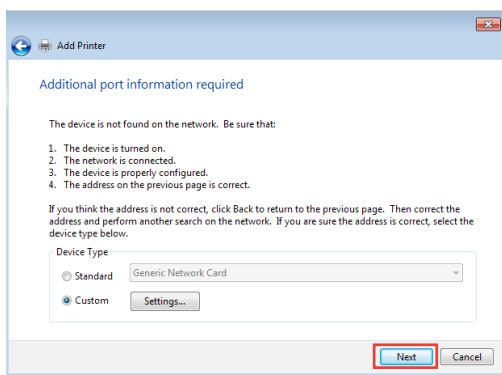 Add Printer
Additional port information required
The device is not found on the network.  Be sure that:
1.  The device is turned on.
2.  The network is connected.
3.  The device is properly configured.
4.  The address on the previous page is correct.
If you think the address is not correct, click Back to return to the previous page.  Then correct the
address and perform another search on the network.  If you are sure the address is correct, select the
device type below.
Device Type
Standard
Generic Network Card
Custom
Settings...
Next
Cancel